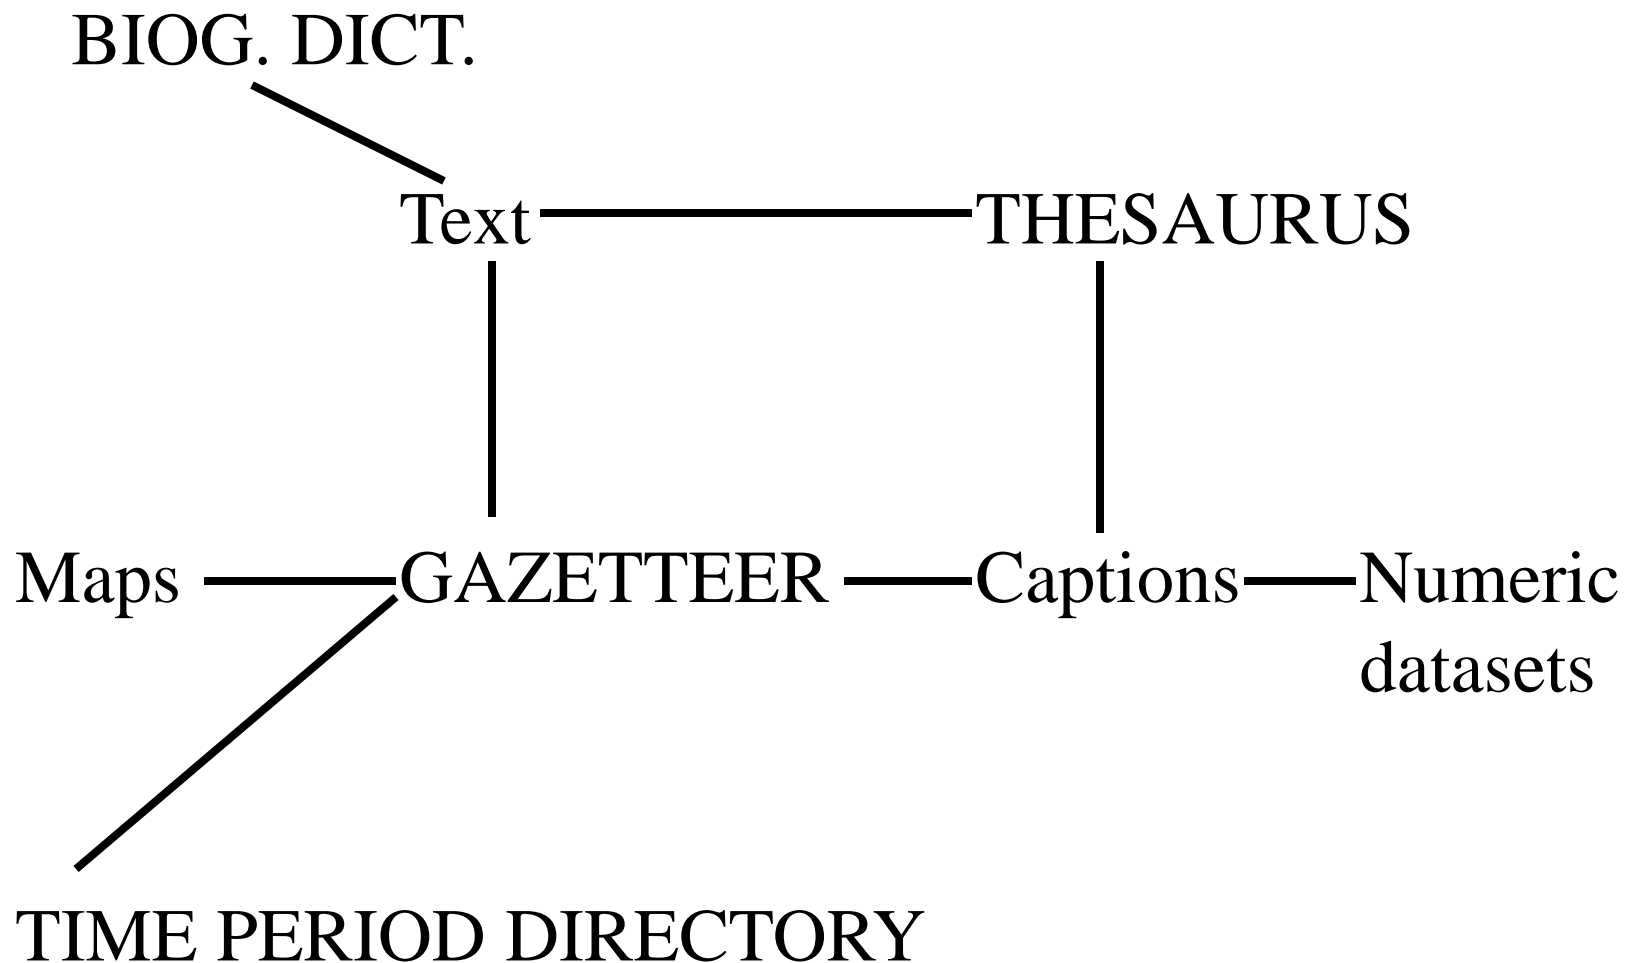 BIOG. DICT.
Text THESAURUS
Maps GAZETTEER Captions Numeric
datasets
TIME PERIOD DIRECTORY